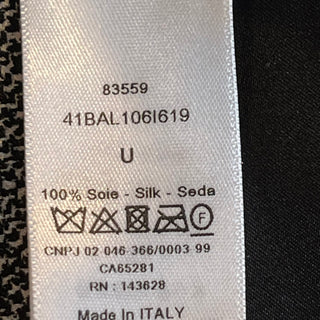 83559
41BAL106I619
U
100% Soie - Silk - Seda
F
CNPJ 02 046 366/0003 99
CA65281
RN : 143628
Made In ITALY